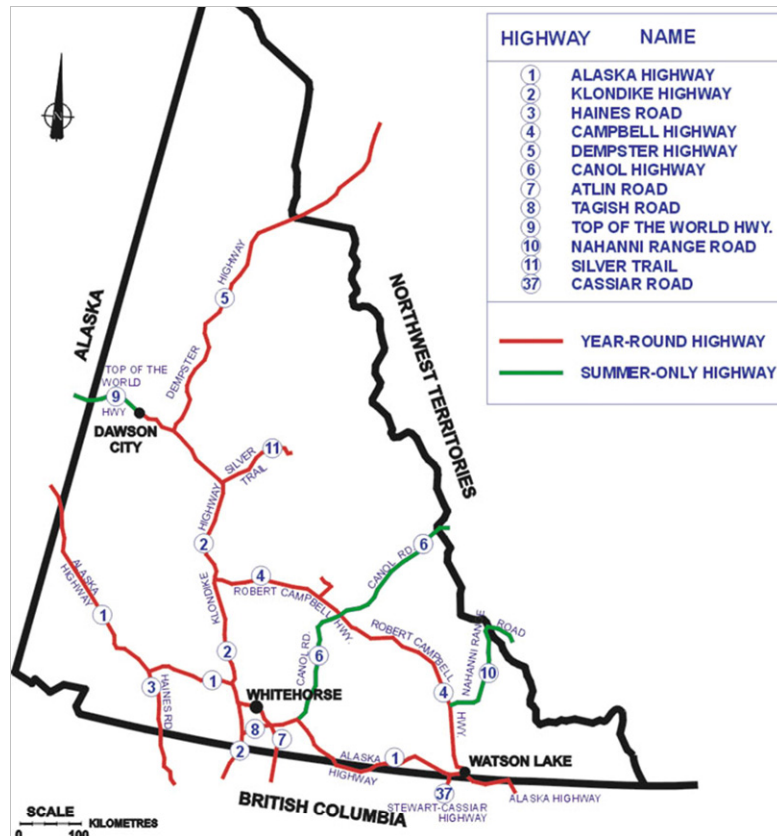 HIGHWAY NAME
1 ALASKA HIGHWAY
2 KLONDIKE HIGHWAY
3 HAINES ROAD
4 CAMPBELL HIGHWAY
5 DEMPSTER HIGHWAY
6 CANOL HIGHWAY
7 ATLIN ROAD
8 TAGISH ROAD
9 TOP OF THE WORLD HWY.
10 NAHANNI RANGE ROAD
11 SILVER TRAIL
37 CASSIAR ROAD
YEAR-ROUND HIGHWAY
SUMMER-ONLY HIGHWAY
N
ALASKA
NORTHWEST TERRITORIES
DEMPSTER
5
HIGHWAY
TOP OF THE
WORLD
9
HWY
DAWSON
CITY
SILVER
TRAIL
11
HIGHWAY
2
KLONDIKE
2
ALASKA
HIGHWAY
1
4
ROBERT CAMPBELL HWY.
CANOL RD.
6
CANOL RD.
6
ROBERT CAMPBELL
4
HWY.
NAHANNI RANGE
ROAD
10
3
HAINES RD
1
WHITEHORSE
8
7
2
ALASKA
1
HIGHWAY
WATSON LAKE
37
STEWART-CASSIAR
HIGHWAY
ALASKA HIGHWAY
BRITISH COLUMBIA
SCALE
KILOMETRES
0 100